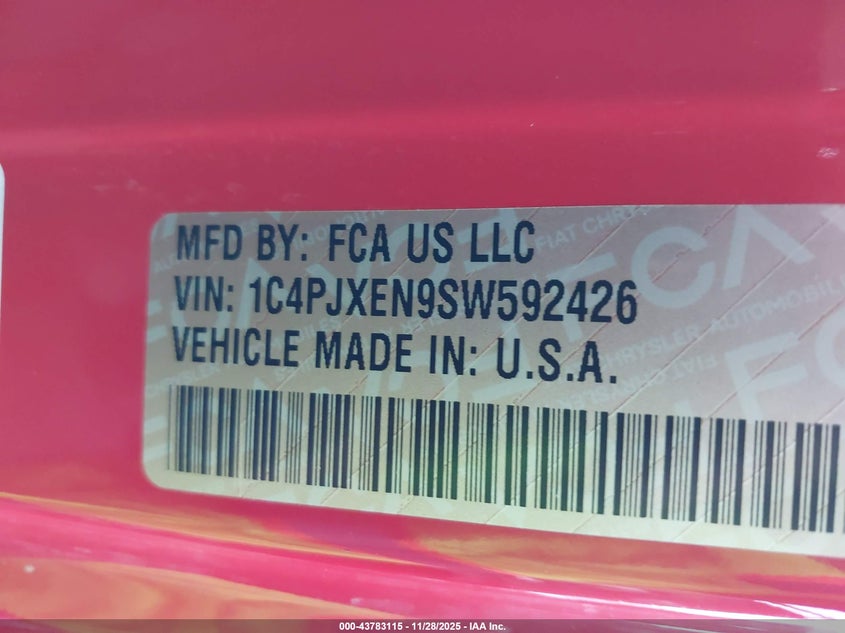 MFD BY: FCA US LLC
VIN: 1C4PJXEN9SW592426
VEHICLE MADE IN: U.S.A.
000-43783115 - 11/28/2025 - IAA Inc.